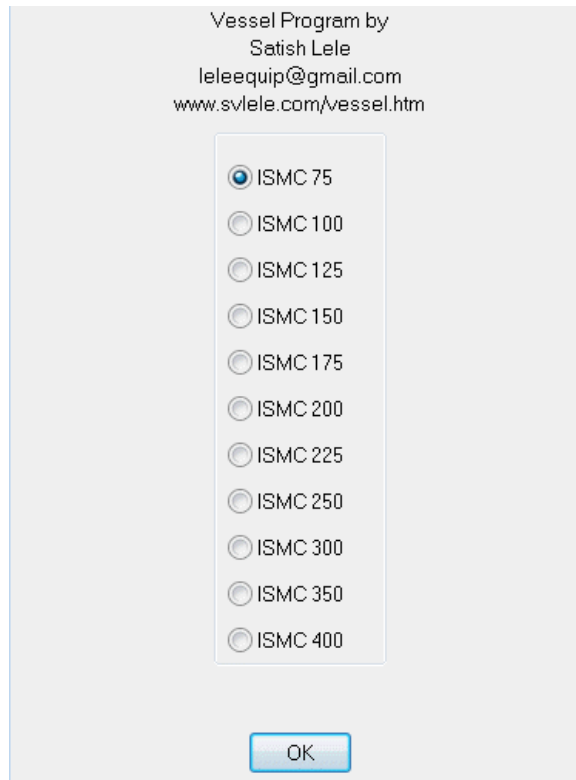 Vessel Program by
Satish Lele
leleequip@gmail.com
www.svlele.com/vessel.htm
ISMC 75
ISMC 100
ISMC 125
ISMC 150
ISMC 175
ISMC 200
ISMC 225
ISMC 250
ISMC 300
ISMC 350
ISMC 400
OK